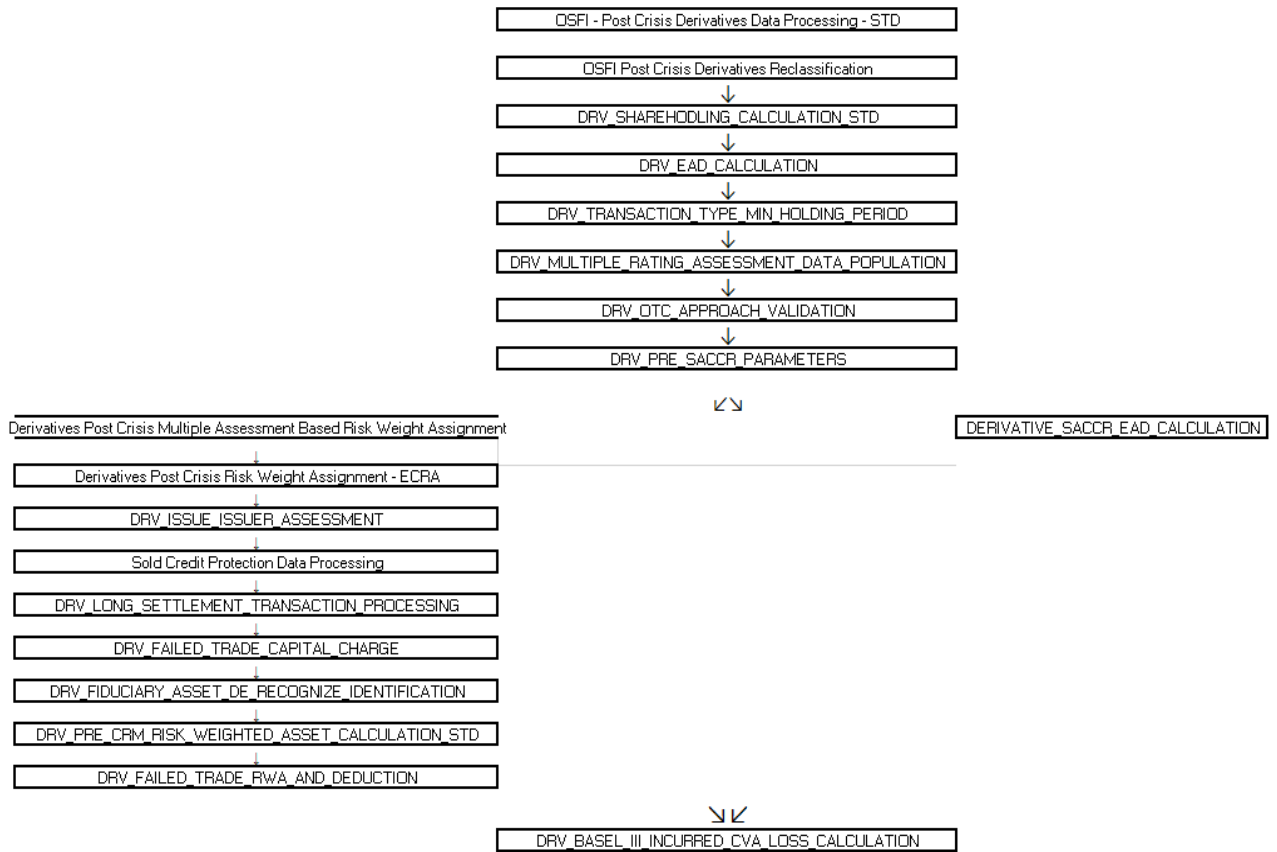 OSFI - Post Crisis Derivatives Data Processing - STD
OSFI Post Crisis Derivatives Reclassification
DRV_SHAREHODLING_CALCULATION_STD
DRV_EAD_CALCULATION
DRV_TRANSACTION_TYPE_MIN_HOLDING_PERIOD
DRV_MULTIPLE_RATING_ASSESSMENT_DATA_POPULATION
DRV_OTC_APPROACH_VALIDATION
DRV_PRE_SACCR_PARAMETERS
Derivatives Post Crisis Multiple Assessment Based Risk Weight Assignment
DERIVATIVE_SACCR_EAD_CALCULATION
Derivatives Post Crisis Risk Weight Assignment - ECRA
DRV_ISSUE_ISSUER_ASSESSMENT
Sold Credit Protection Data Processing
DRV_LONG_SETTLEMENT_TRANSACTION_PROCESSING
DRV_FAILED_TRADE_CAPITAL_CHARGE
DRV_FIDUCIARY_ASSET_DE_RECOGNIZE_IDENTIFICATION
DRV_PRE_CRM_RISK_WEIGHTED_ASSET_CALCULATION_STD
DRV_FAILED_TRADE_RWA_AND_DEDUCTION
DRV_BASEL_III_INCURRED_CVA_LOSS_CALCULATION